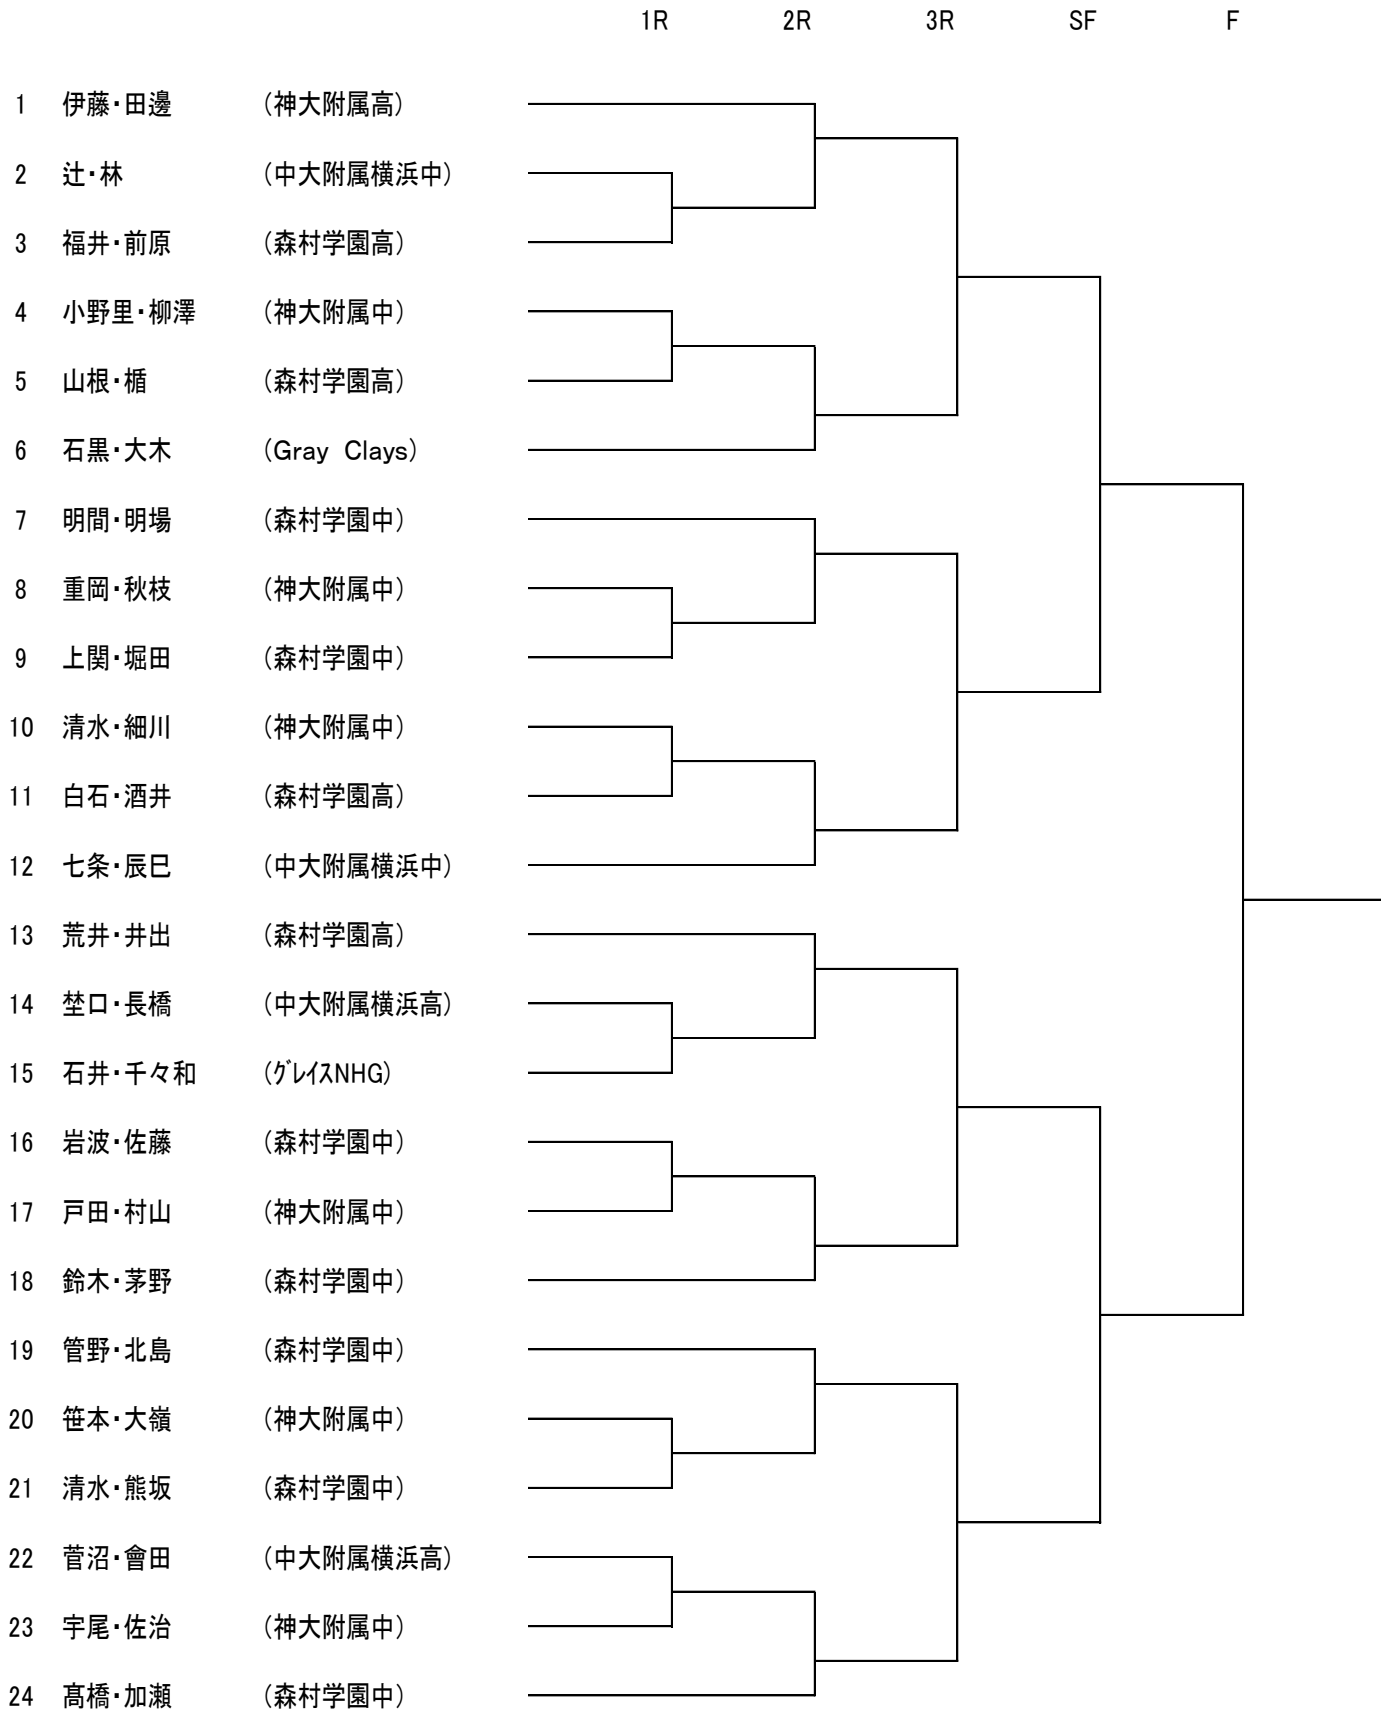 1R 2R 3R SF F
1 伊藤・田邊 (神大附属高)
2 辻・林 (中大附属横浜中)
3 福井・前原 (森村学園高)
4 小野里・柳澤 (神大附属中)
5 山根・楯 (森村学園高)
6 石黒・大木 (Gray Clays)
7 明間・明場 (森村学園中)
8 重岡・秋枝 (神大附属中)
9 上関・堀田 (森村学園中)
10 清水・細川 (神大附属中)
11 白石・酒井 (森村学園高)
12 七条・辰巳 (中大附属横浜中)
13 荒井・井出 (森村学園高)
14 埜口・長橋 (中大附属横浜高)
15 石井・千々和 (ｸﾞﾚｲｽNHG)
16 岩波・佐藤 (森村学園中)
17 戸田・村山 (神大附属中)
18 鈴木・茅野 (森村学園中)
19 管野・北島 (森村学園中)
20 笹本・大嶺 (神大附属中)
21 清水・熊坂 (森村学園中)
22 菅沼・會田 (中大附属横浜高)
23 宇尾・佐治 (神大附属中)
24 髙橋・加瀬 (森村学園中)